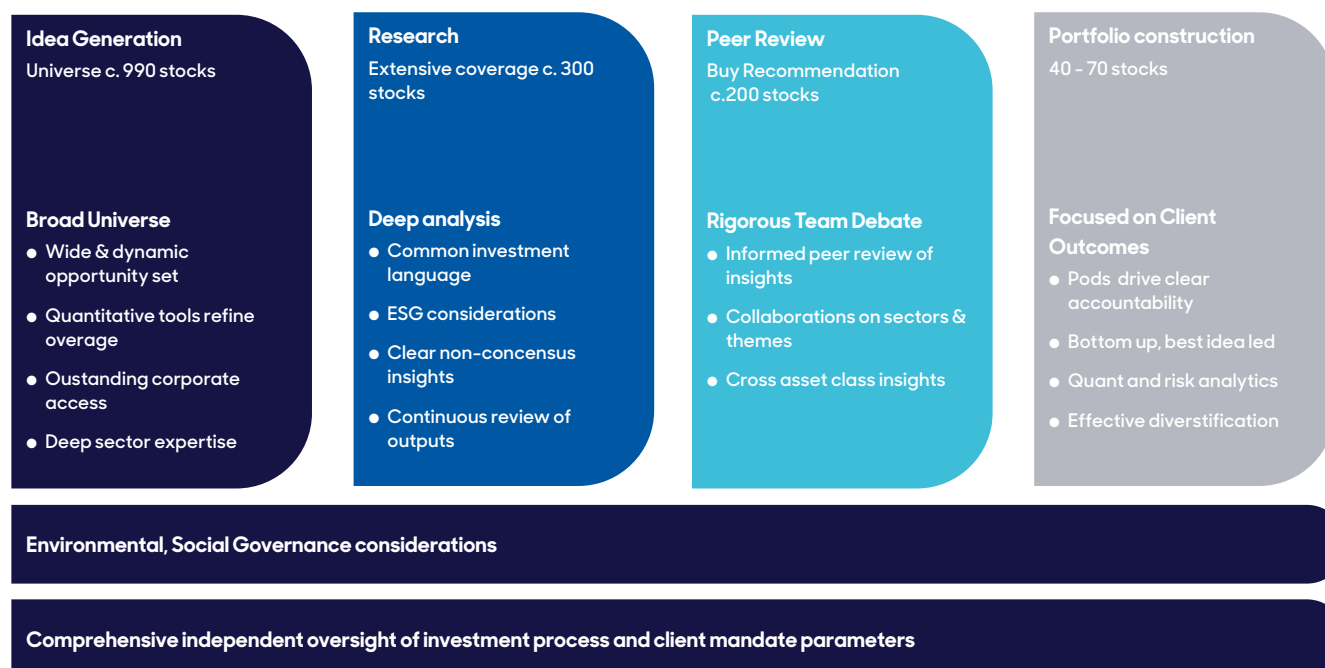 Idea Generation
Universe c. 990 stocks
Broad Universe
● Wide & dynamic
opportunity set
● Quantitative tools refine
overage
● Oustanding corporate
access
● Deep sector expertise
Research
Extensive coverage c. 300
stocks
Deep analysis
● Common investment
language
● ESG considerations
● Clear non-concensus
insights
● Continuous review of
outputs
Peer Review
Buy Recommendation
c.200 stocks
Rigorous Team Debate
● Informed peer review of
insights
● Collaborations on sectors &
themes
● Cross asset class insights
Portfolio construction
40 - 70 stocks
Focused on Client
Outcomes
● Pods drive clear
accountability
● Bottom up, best idea led
● Quant and risk analytics
● Effective diverstification
Environmental, Social Governance considerations
Comprehensive independent oversight of investment process and client mandate parameters